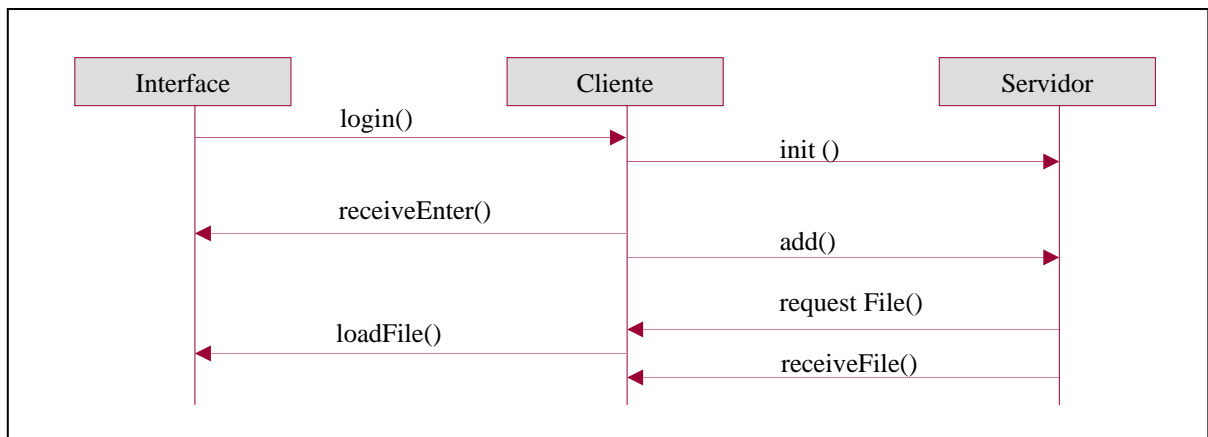 Interface
Cliente
Servidor
login()
init ()
receiveEnter()
add()
request File()
loadFile()
receiveFile()